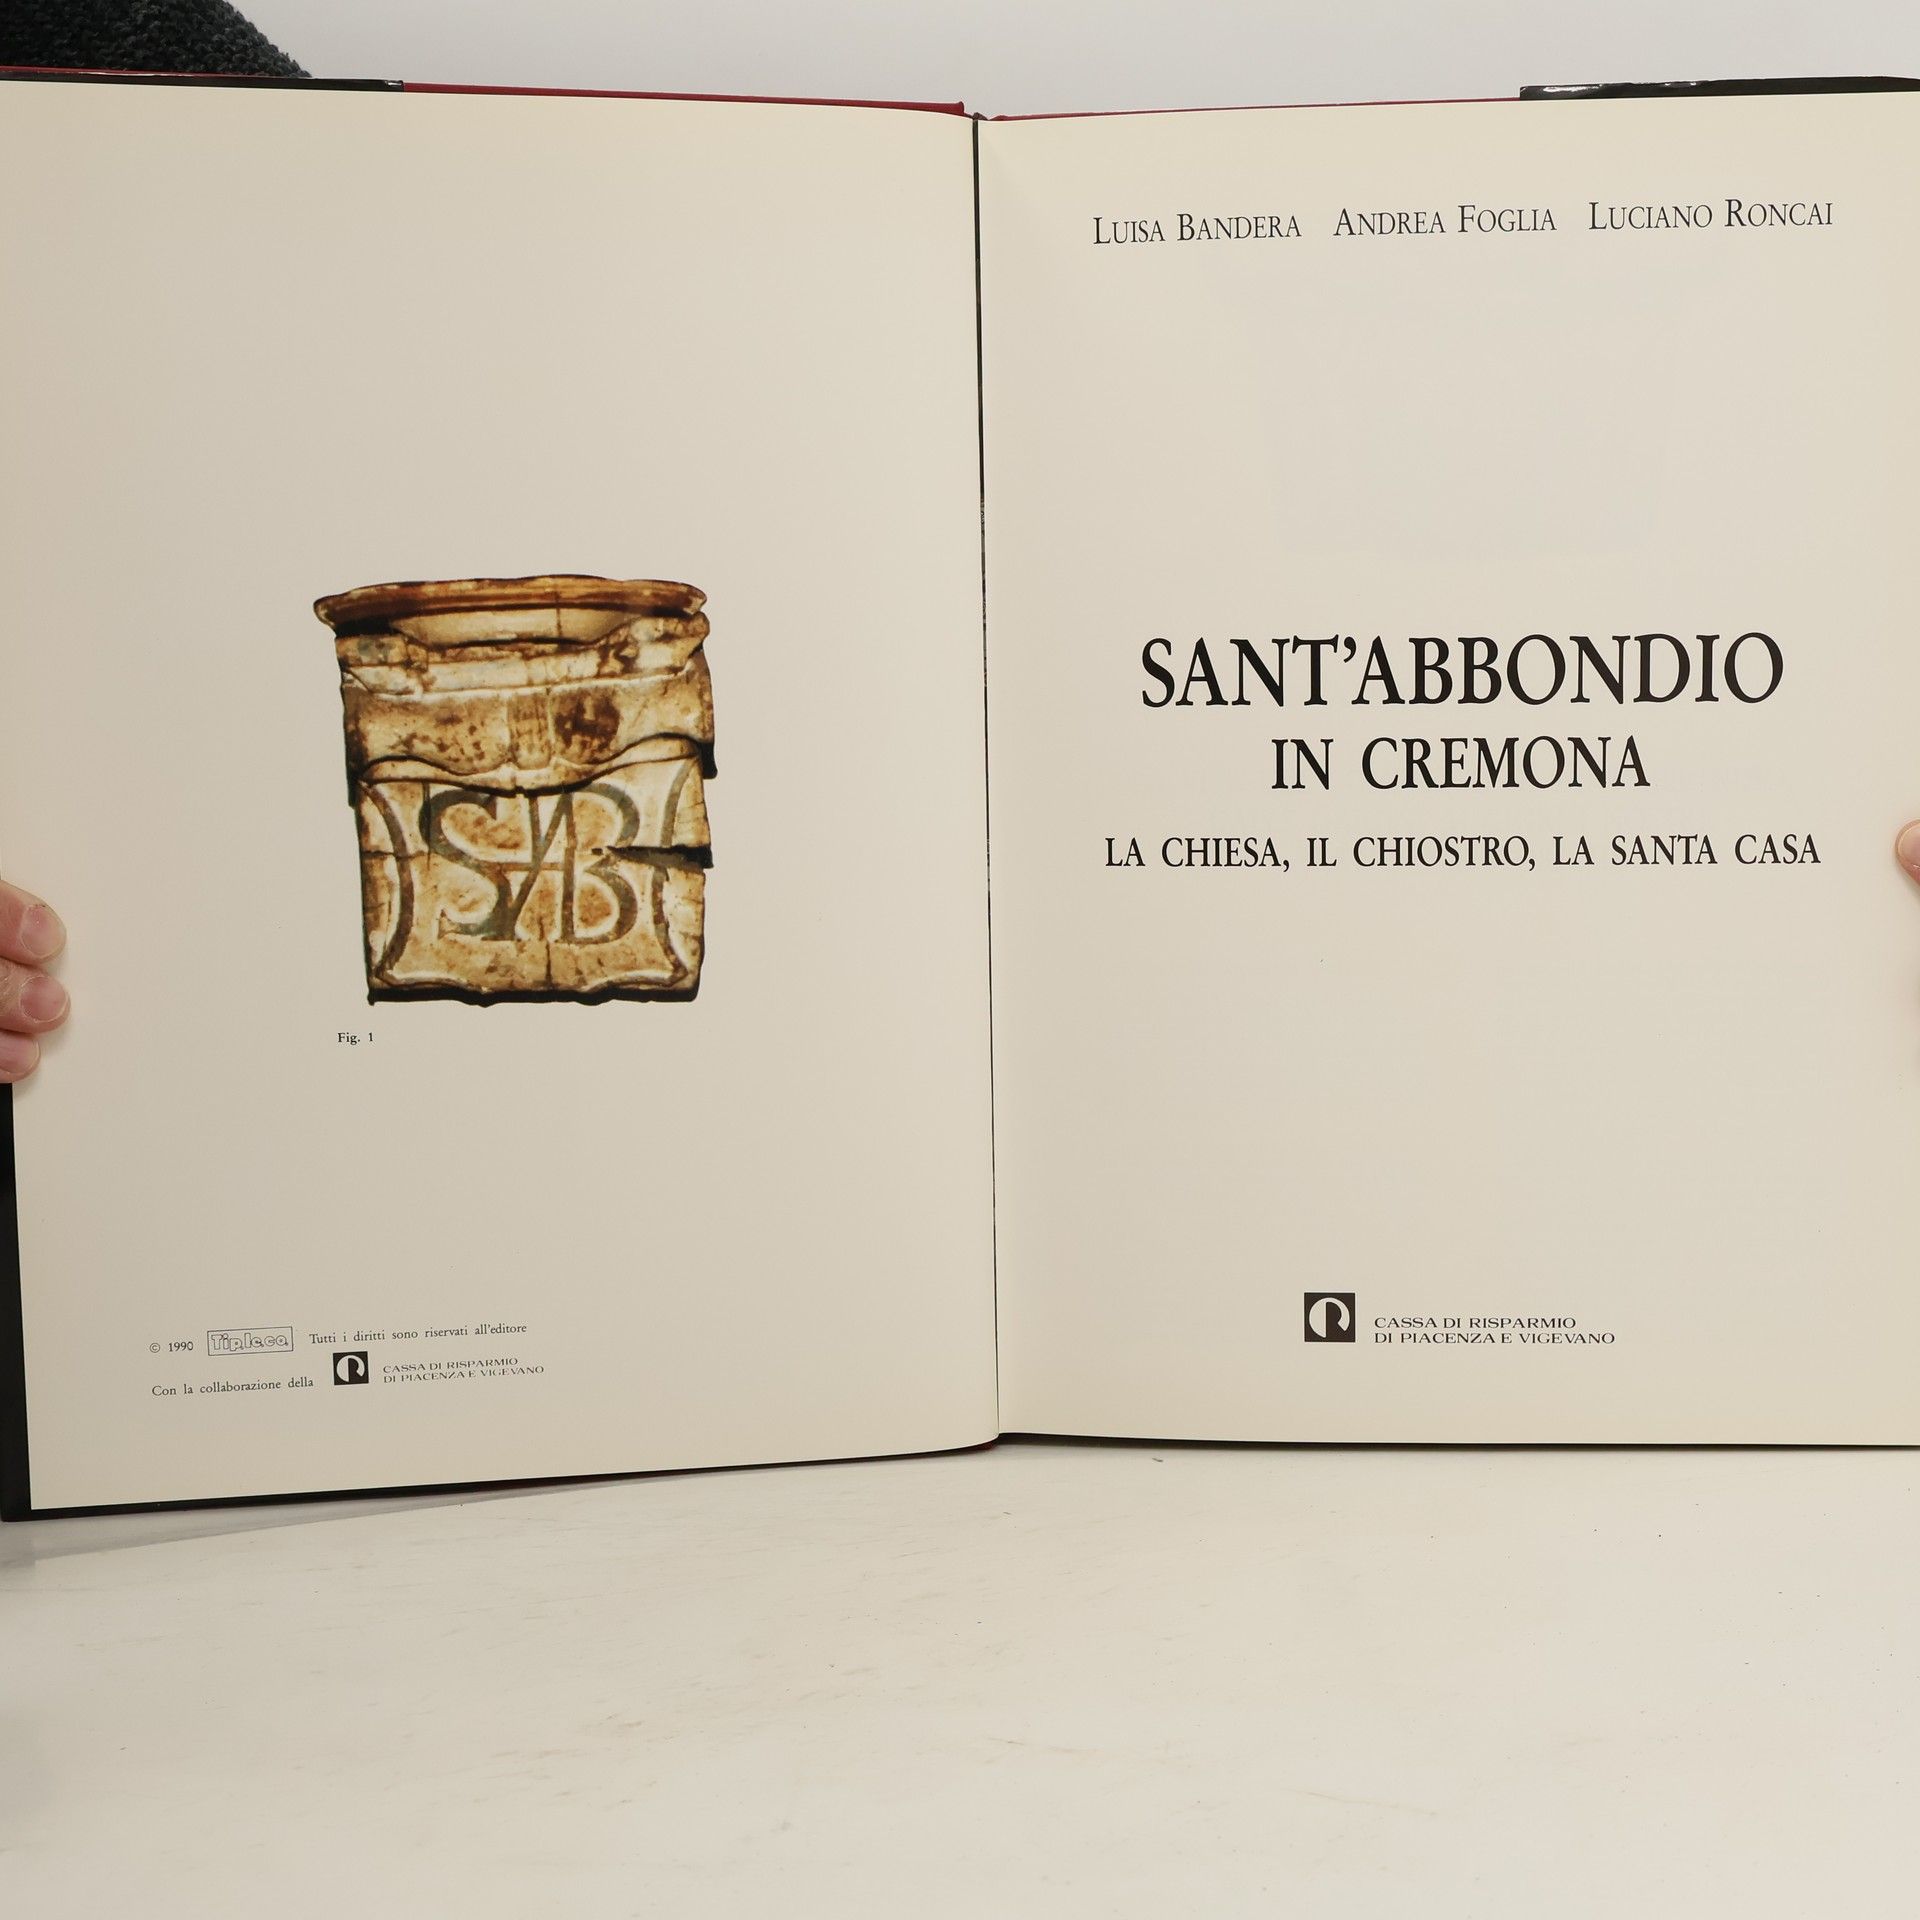 SAB
Fig. 1
© 1990 Tip.le.co. Tutti i diritti sono riservati all'editore
Con la collaborazione della CASSA DI RISPARMIO
DI PIACENZA E VIGEVANO
LUISA BANDERA ANDREA FOGLIA LUCIANO RONCAI
SANT'ABBONDIO
IN CREMONA
LA CHIESA, IL CHIOSTRO, LA SANTA CASA
CASSA DI RISPARMIO
DI PIACENZA E VIGEVANO